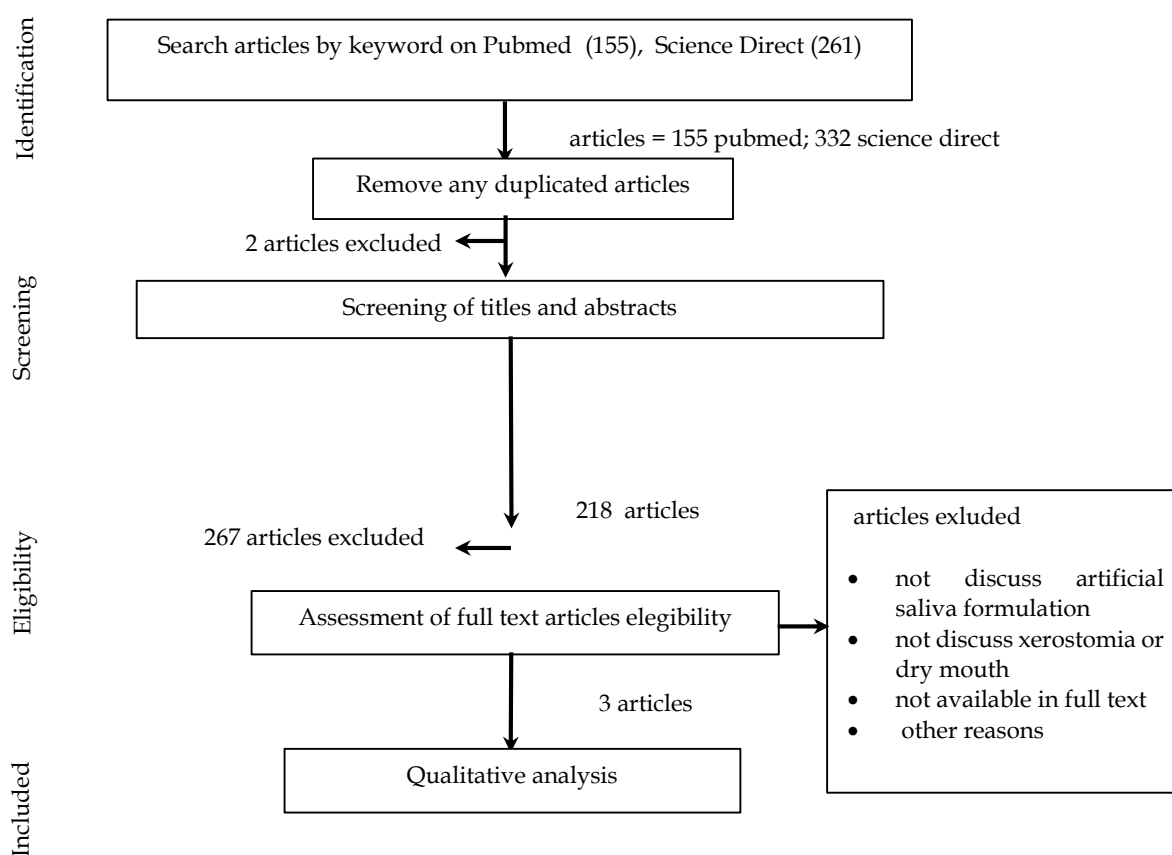 Identification
Search articles by keyword on Pubmed (155), Science Direct (261)
articles = 155 pubmed; 332 science direct
Remove any duplicated articles
2 articles excluded
Screening
Screening of titles and abstracts
218 articles
267 articles excluded
Eligibility
Assessment of full text articles elegibility
articles exluded
• not discuss artificial
saliva formulation
• not discuss xerostomia or
dry mouth
• not available in full text
• other reasons
3 articles
Included
Qualitative analysis